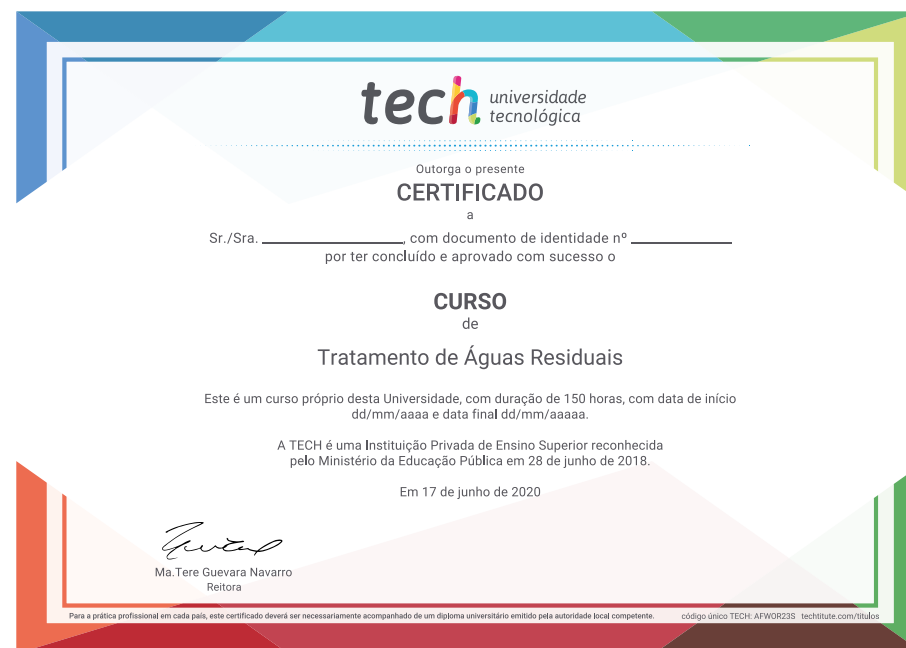 tech universidade
tecnológica
Outorga o presente
CERTIFICADO
a
Sr./Sra. ________________, com documento de identidade nº ____________
por ter concluído e aprovado com sucesso o
CURSO
de
Tratamento de Águas Residuais
Este é um curso próprio desta Universidade, com duração de 150 horas, com data de início
dd/mm/aaaa e data final dd/mm/aaaaa.
A TECH é uma Instituição Privada de Ensino Superior reconhecida
pelo Ministério da Educação Pública em 28 de junho de 2018.
Em 17 de junho de 2020
Ma.Tere Guevara Navarro
Reitora
Para a prática profissional em cada país, este certificado deverá ser necessariamente acompanhado de um diploma universitário emitido pela autoridade local competente. código único TECH: AFWOR23S techtitute.com/titulos